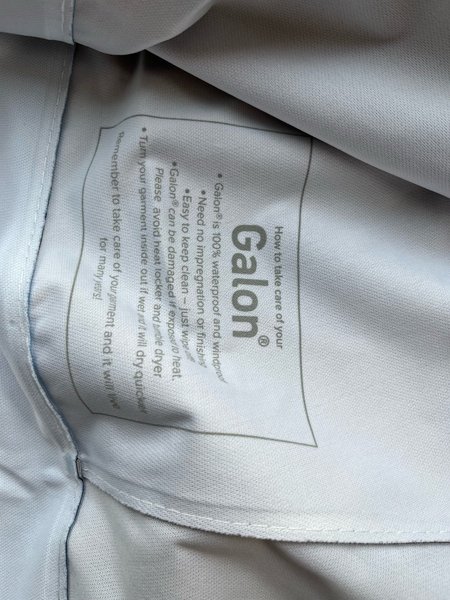 How to take care of your
Galon®
• Galon® is 100% waterproof and windproof
• Need no impregnation or finishing
• Easy to keep clean – just wipe off
• Galon® can be damaged if exposed to heat.
Please avoid heat locker and tumble dryer
• Turn your garment inside out if wet and it will dry quicker
Remember to take care of your garment and it will live
for many years!